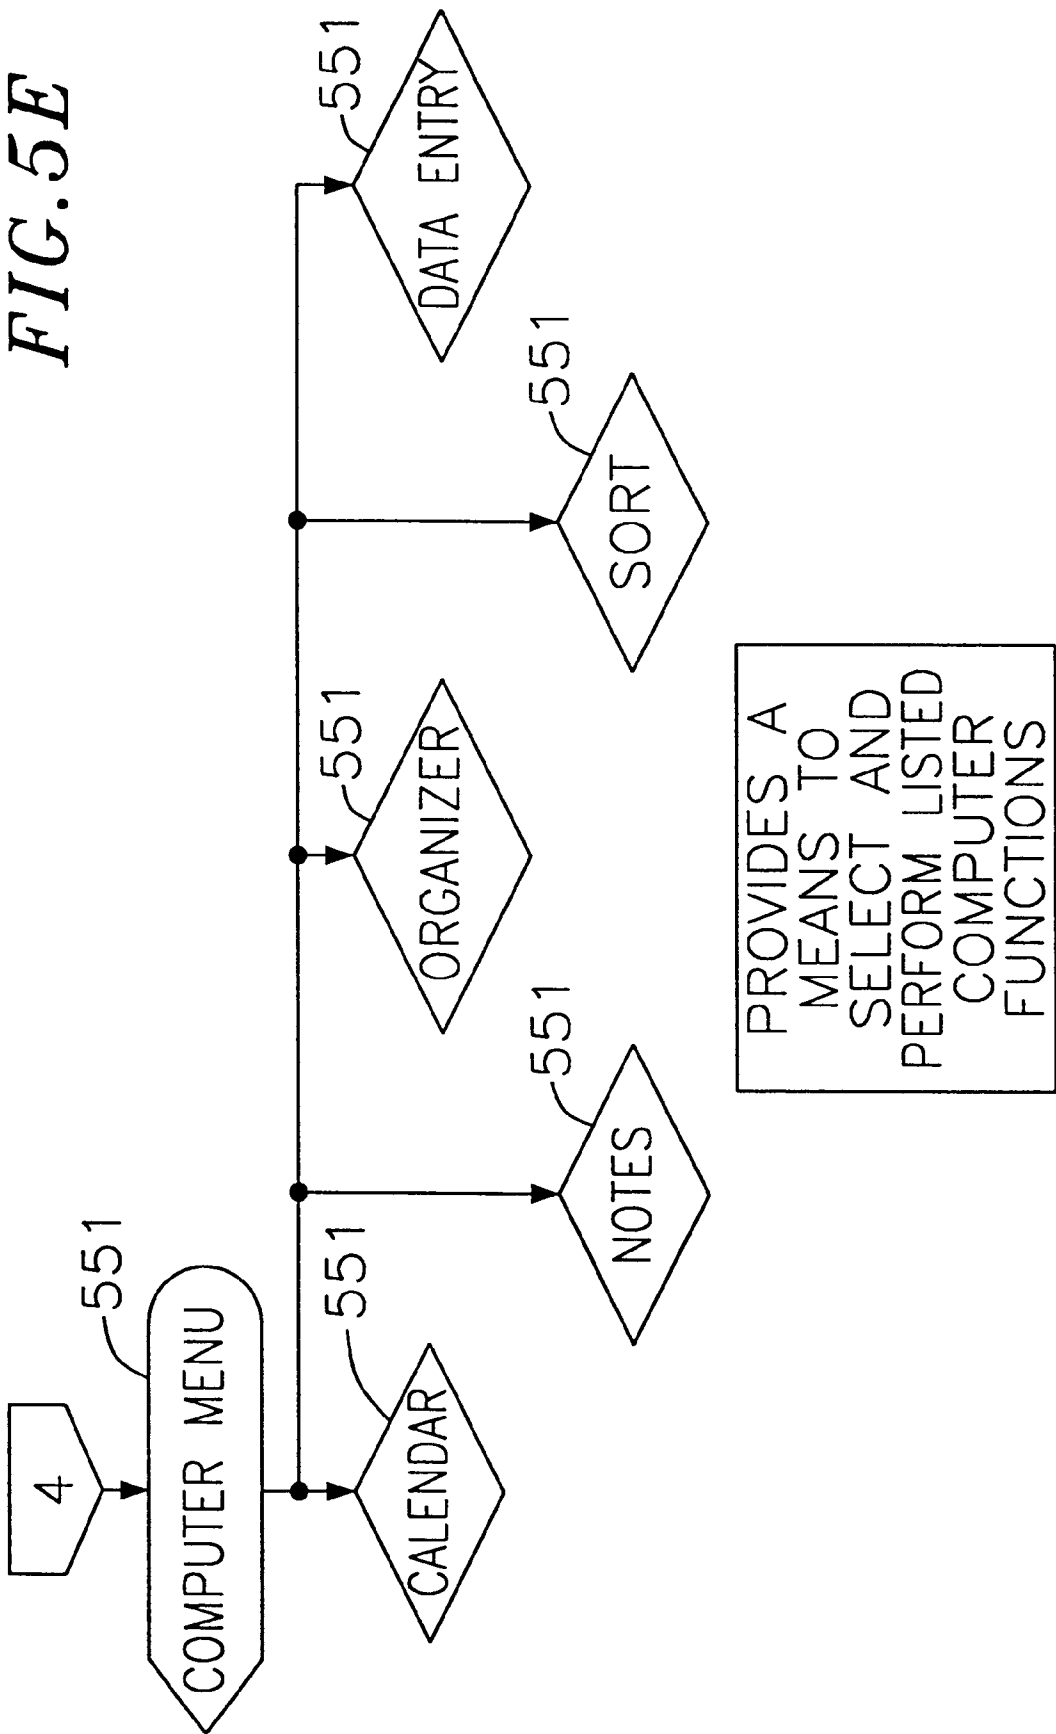 FIG.5E
4
COMPUTER MENU
551
CALENDAR
551
NOTES
551
ORGANIZER
551
SORT
551
DATA ENTRY
551
PROVIDES A
MEANS TO
SELECT AND
PERFORM LISTED
COMPUTER
FUNCTIONS